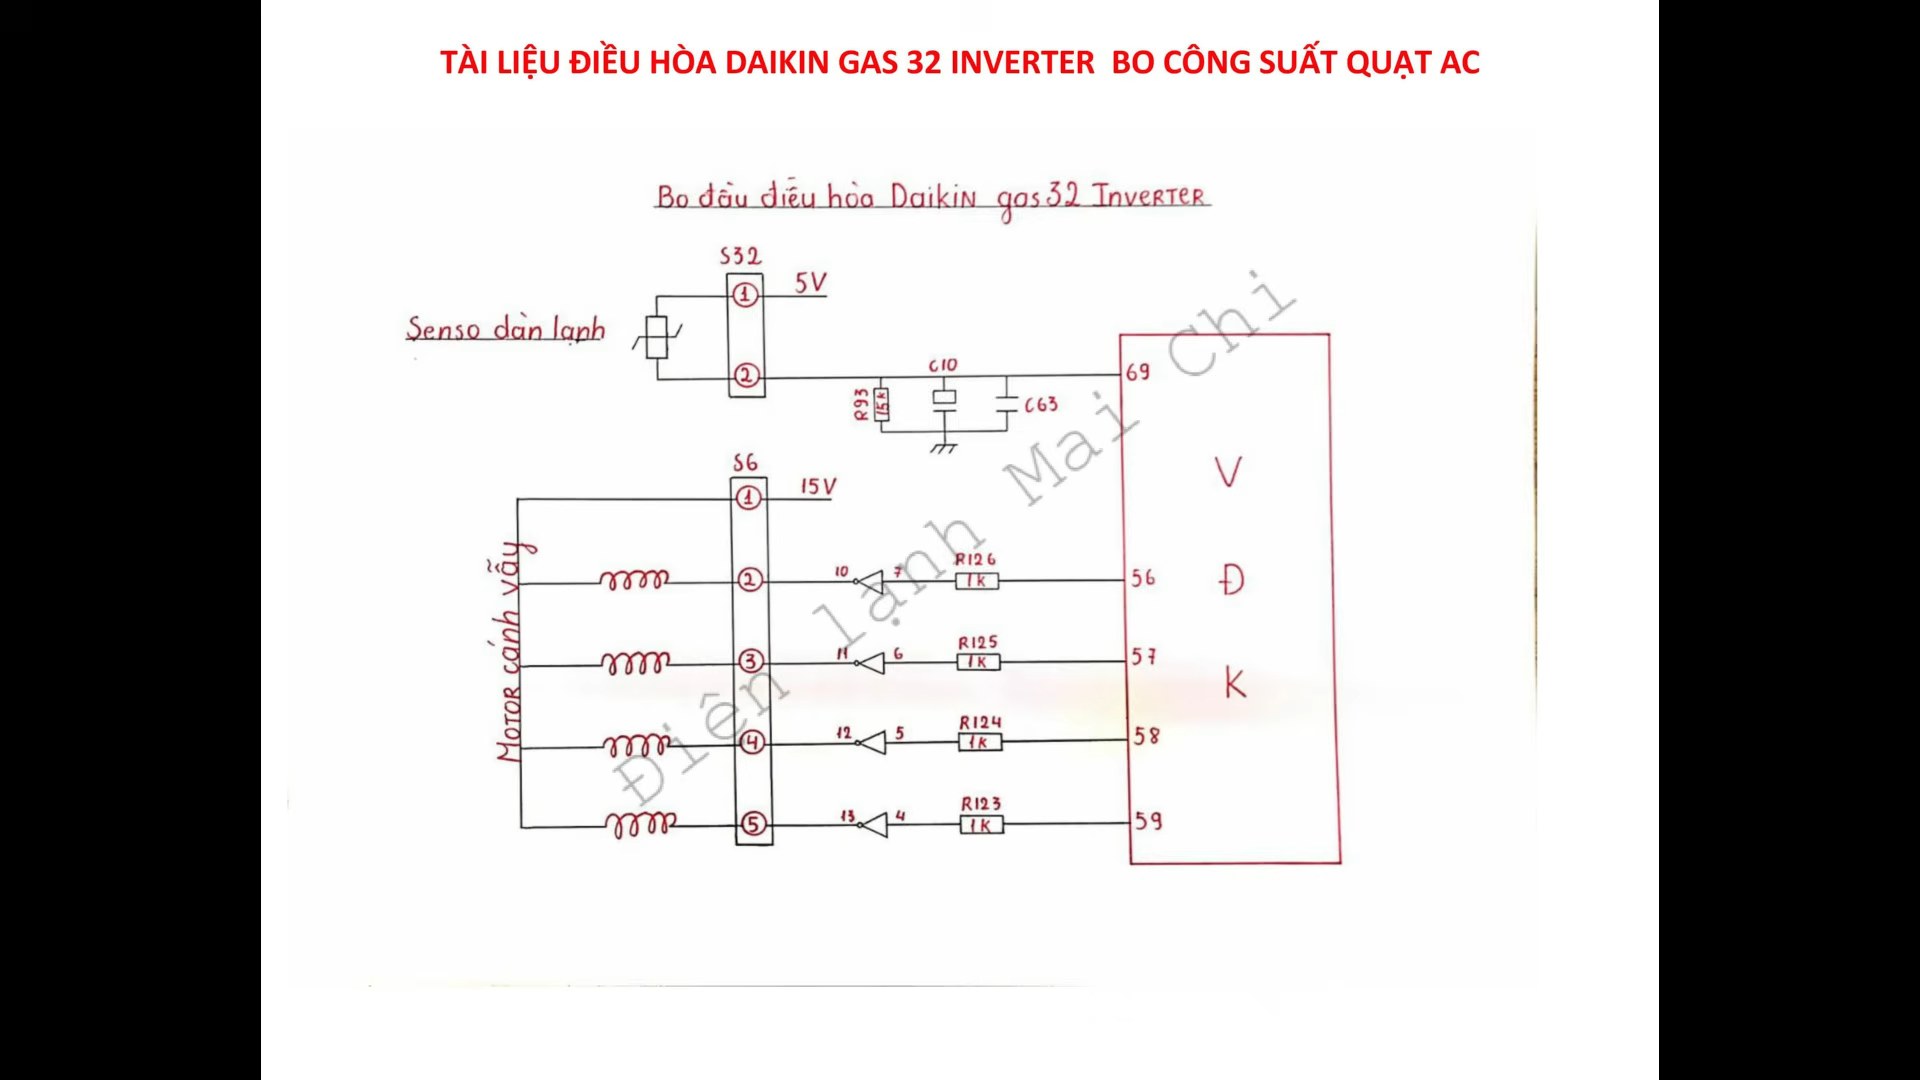 TÀI LIỆU ĐIỀU HÒA DAIKIN GAS 32 INVERTER BO CÔNG SUẤT QUẠT AC
Bo đầu điều hòa Daikin gas 32 INVERTER
S32
1 5V
Senso dàn lạnh
2 C10 69
R93 15k C63
S6
1 15V
V
MOTOR cánh vẫy
2 10 7 R126 1K 56
Đ
3 11 6 R125 1K 57
K
4 12 5 R124 1K 58
5 13 4 R123 1K 59
Điện lạnh Mai Chi